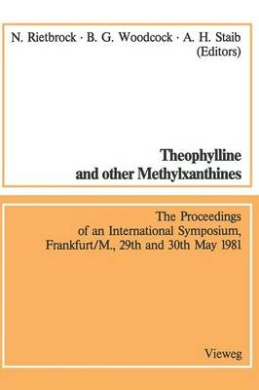 N. Rietbrock · B. G. Woodcock · A. H. Staib
(Editors)
Theophylline
and other Methylxanthines
The Proceedings
of an International Symposium,
Frankfurt/M., 29th and 30th May 1981
Vieweg